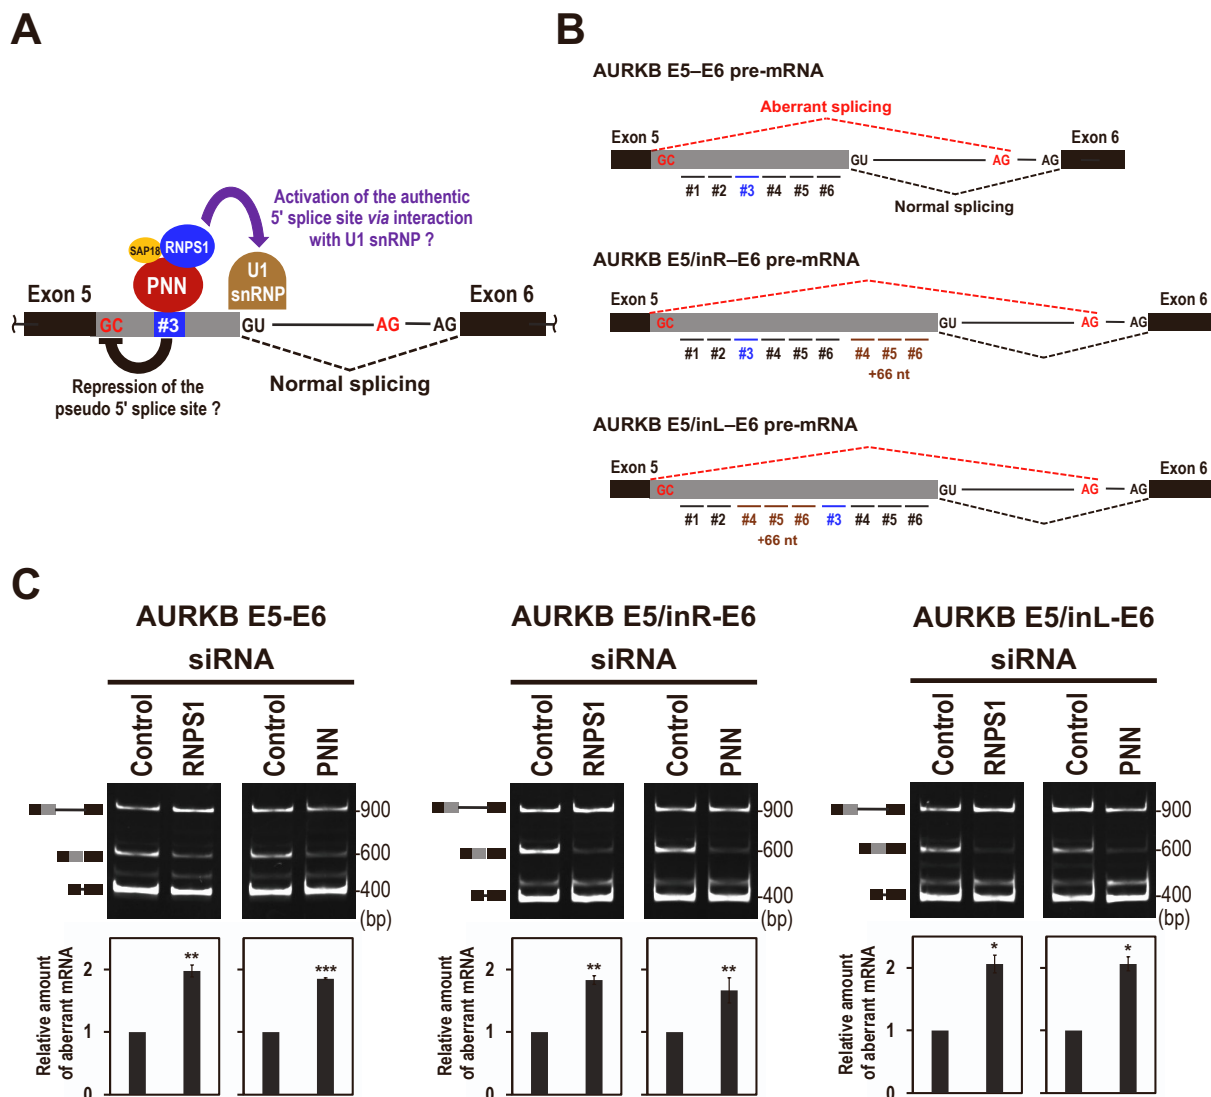 A
Activation of the authentic
5' splice site via interaction
with U1 snRNP ?
SAP18
RNPS1
PNN
U1
snRNP
Exon 5
Exon 6
GC
#3
GU
AG
AG
Repression of the
pseudo 5' splice site ?
Normal splicing
B
AURKB E5–E6 pre-mRNA
Aberrant splicing
Exon 5
Exon 6
GC
GU
AG
AG
#1 #2 #3 #4 #5 #6
Normal splicing
AURKB E5/inR–E6 pre-mRNA
Exon 5
Exon 6
GC
GU
AG
AG
#1 #2 #3 #4 #5 #6 #4 #5 #6
+66 nt
AURKB E5/inL–E6 pre-mRNA
Exon 5
Exon 6
GC
GU
AG
AG
#1 #2 #4 #5 #6 #3 #4 #5 #6
+66 nt
C
AURKB E5-E6
siRNA
Control
RNPS1
Control
PNN
-900
-600
-400
(bp)
Relative amount
of aberrant mRNA
2
1
0
**
***
AURKB E5/inR-E6
siRNA
Control
RNPS1
Control
PNN
-900
-600
-400
(bp)
Relative amount
of aberrant mRNA
2
1
0
**
**
AURKB E5/inL-E6
siRNA
Control
RNPS1
Control
PNN
-900
-600
-400
(bp)
Relative amount
of aberrant mRNA
2
1
0
*
*